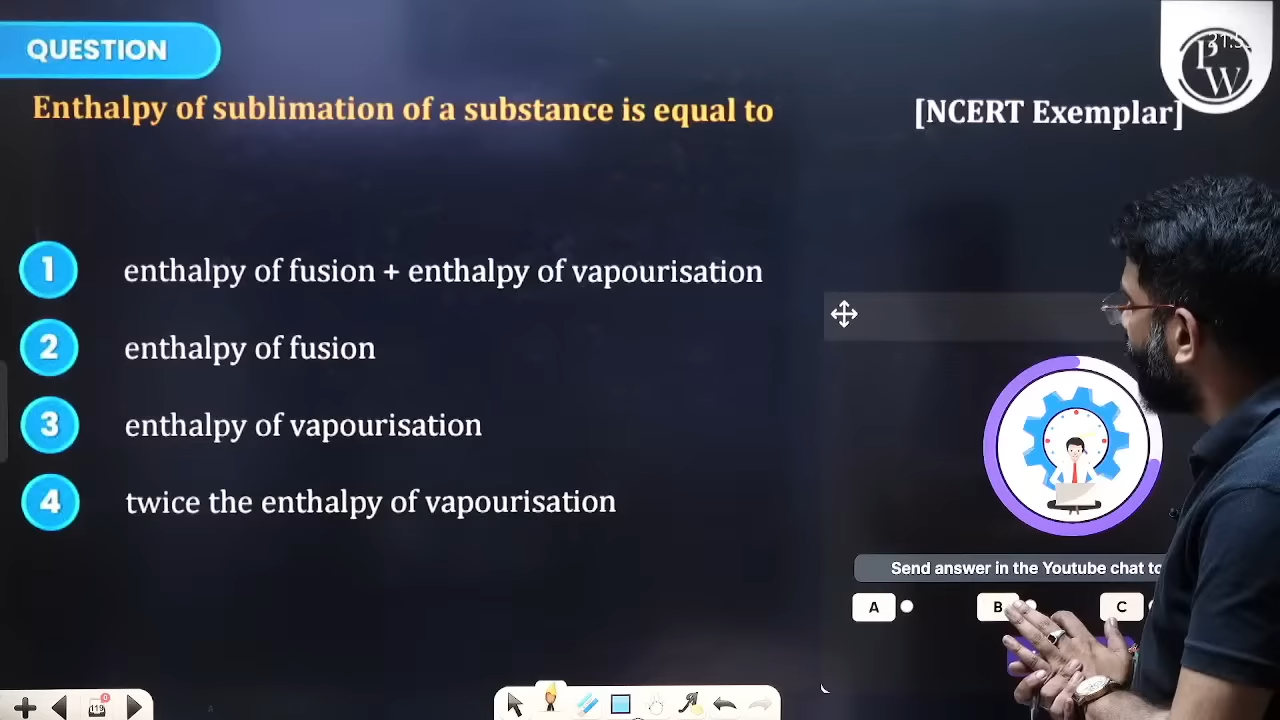 QUESTION
Enthalpy of sublimation of a substance is equal to
[NCERT Exemplar]
PW
1 enthalpy of fusion + enthalpy of vapourisation
2 enthalpy of fusion
3 enthalpy of vapourisation
4 twice the enthalpy of vapourisation
Send answer in the Youtube chat to
A B C